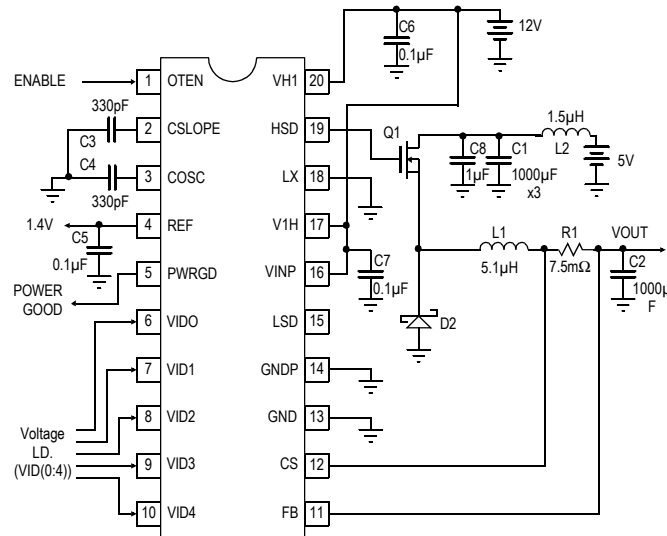 C6
0.1µF
12V
ENABLE
1
OTEN
VH1
20
330pF
1.5µH
C3
2
CSLOPE
HSD
19
Q1
L2
C4
C8
C1
5V
3
COSC
LX
18
1µF
1000µF
x3
330pF
1.4V
4
REF
V1H
17
L1
R1
VOUT
C5
0.1µF
5.1µH
7.5mΩ
C2
1000µ
F
5
PWRGD
VINP
16
C7
0.1µF
POWER
GOOD
6
VIDO
LSD
15
D2
7
VID1
GNDP
14
8
VID2
GND
13
Voltage
I.D.
(VID(0:4))
9
VID3
CS
12
10
VID4
FB
11